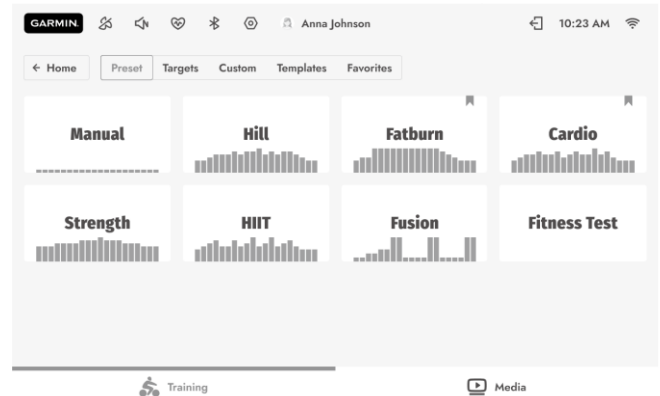 GARMIN. Anna Johnson 10:23 AM
← Home Preset Targets Custom Templates Favorites
Manual Hill Fatburn Cardio
Strength HIIT Fusion Fitness Test
Training Media